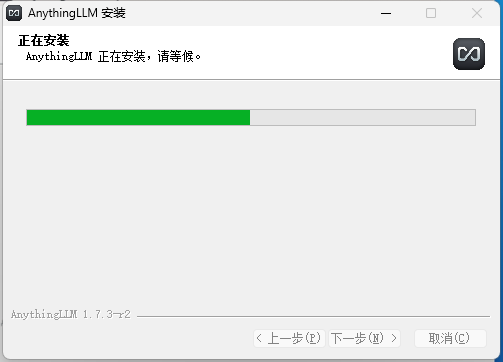 AnythingLLM 安装
正在安装
AnythingLLM 正在安装，请等候。
AnythingLLM 1.7.3-r2
< 上一步(P)
下一步(N) >
取消(C)